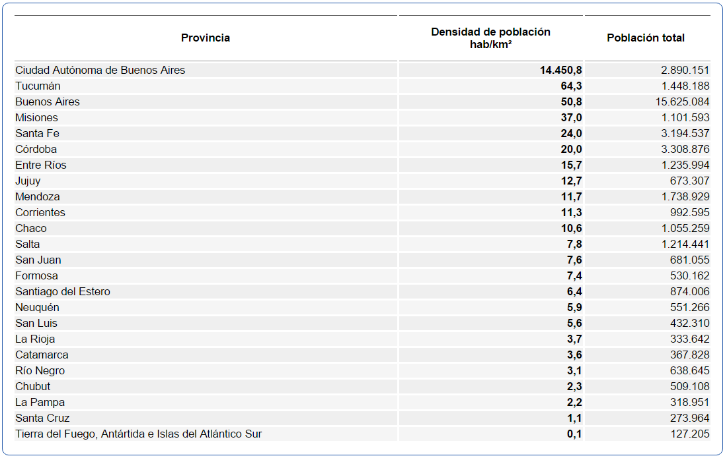 Provincia Densidad de población Población total
hab/km²
Ciudad Autónoma de Buenos Aires 14.450,8 2.890.151
Tucumán 64,3 1.448.188
Buenos Aires 50,8 15.625.084
Misiones 37,0 1.101.593
Santa Fe 24,0 3.194.537
Córdoba 20,0 3.308.876
Entre Ríos 15,7 1.235.994
Jujuy 12,7 673.307
Mendoza 11,7 1.738.929
Corrientes 11,3 992.595
Chaco 10,6 1.055.259
Salta 7,8 1.214.441
San Juan 7,6 681.055
Formosa 7,4 530.162
Santiago del Estero 6,4 874.006
Neuquén 5,9 551.266
San Luis 5,6 432.310
La Rioja 3,7 333.642
Catamarca 3,6 367.828
Río Negro 3,1 638.645
Chubut 2,3 509.108
La Pampa 2,2 318.951
Santa Cruz 1,1 273.964
Tierra del Fuego, Antártida e Islas del Atlántico Sur 0,1 127.205